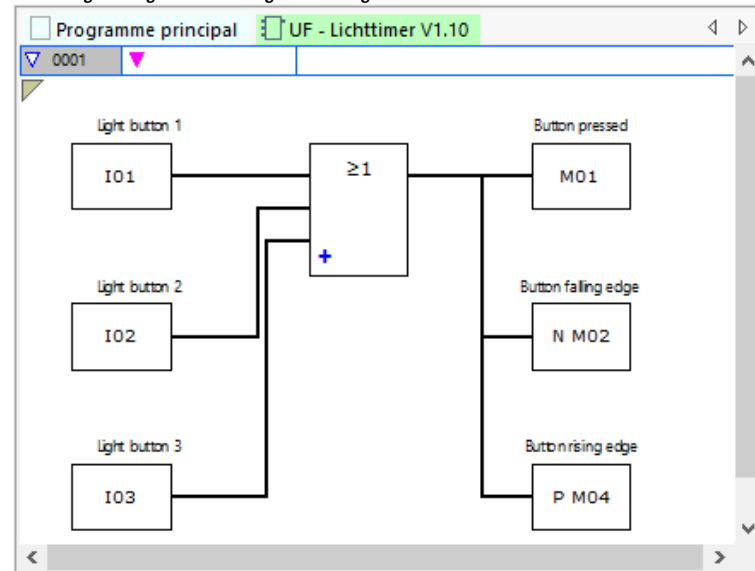 Programme principal UF - Lichttimer V1.10
0001
Light button 1 Button pressed
I01 ≥1 M01
+
Light button 2 Button falling edge
I02 N M02
Light button 3 Button rising edge
I03 P M04